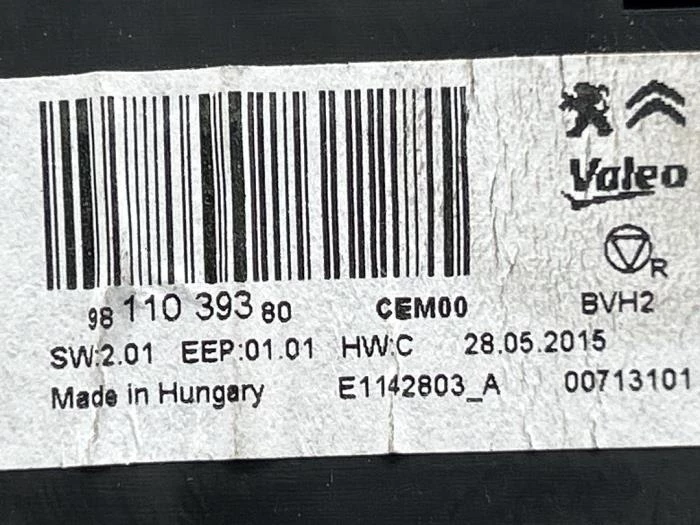 Valeo
R
98 110 393 80 CEM00 BVH2
SW:2.01 EEP:01.01 HW:C 28.05.2015
Made in Hungary E1142803_A 00713101